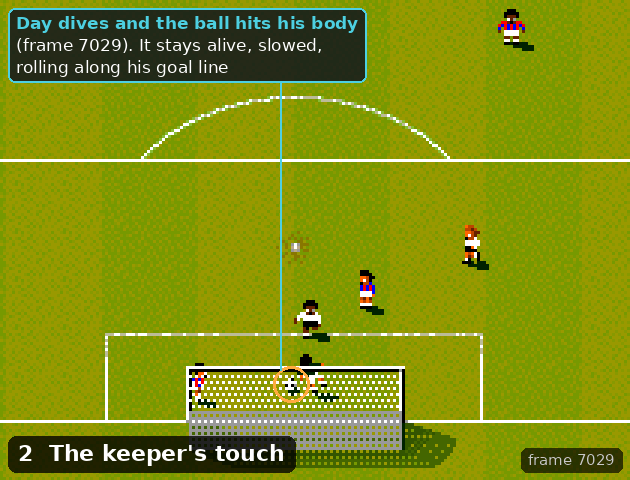 Day dives and the ball hits his body
(frame 7029). It stays alive, slowed,
rolling along his goal line
2 The keeper's touch
frame 7029